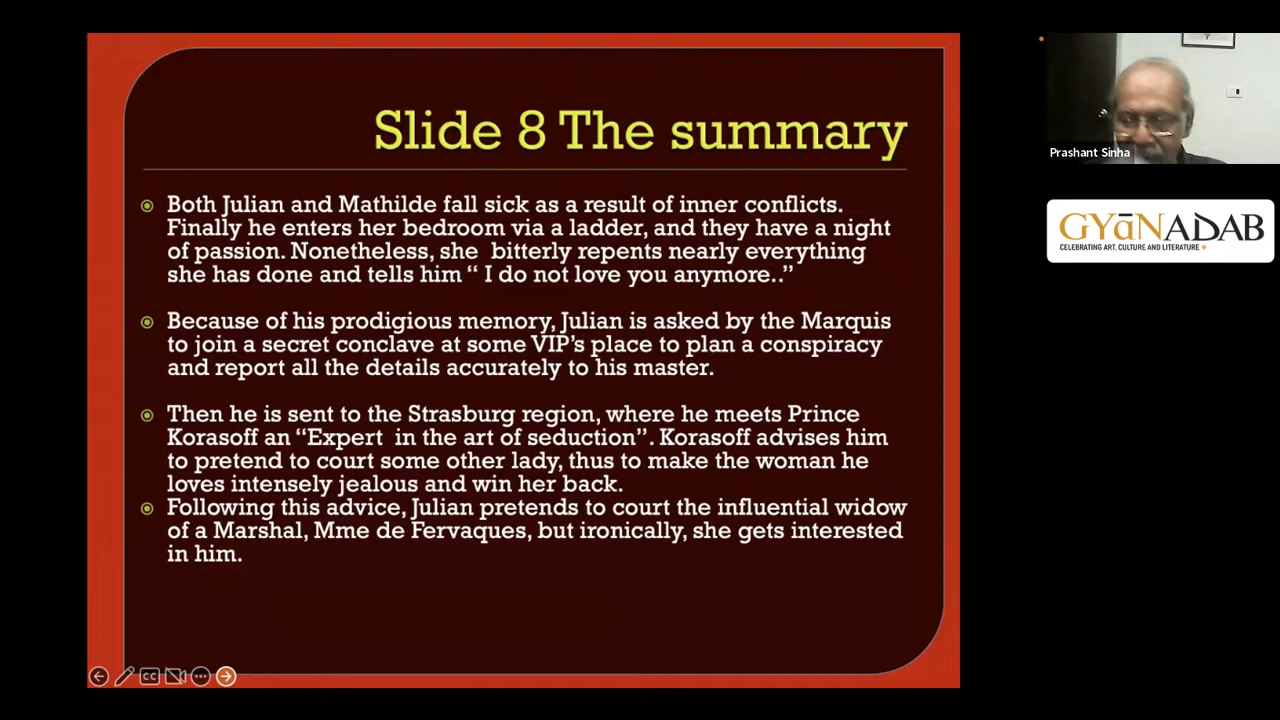 Slide 8 The summary
Both Julian and Mathilde fall sick as a result of inner conflicts.
Finally he enters her bedroom via a ladder, and they have a night
of passion. Nonetheless, she bitterly repents nearly everything
she has done and tells him “ I do not love you anymore..”
Because of his prodigious memory, Julian is asked by the Marquis
to join a secret conclave at some VIP’s place to plan a conspiracy
and report all the details accurately to his master.
Then he is sent to the Strasburg region, where he meets Prince
Korasoff an “Expert in the art of seduction”. Korasoff advises him
to pretend to court some other lady, thus to make the woman he
loves intensely jealous and win her back.
Following this advice, Julian pretends to court the influential widow
of a Marshal, Mme de Fervaques, but ironically, she gets interested
in him.
CC
Prashant Sinha
GYāNADAB
CELEBRATING ART, CULTURE AND LITERATURE